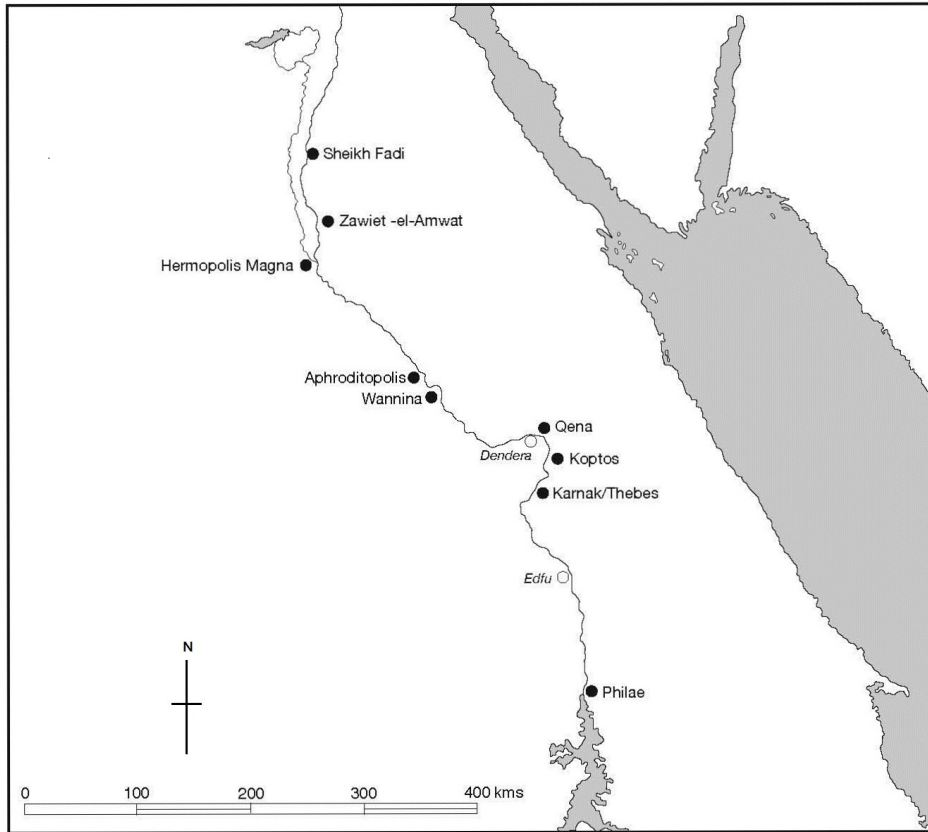 Sheikh Fadi
Zawiet -el-Amwat
Hermopolis Magna
Aphroditopolis
Wannina
Qena
Dendera
Koptos
Karnak/Thebes
Edfu
N
Philae
0 100 200 300 400 kms